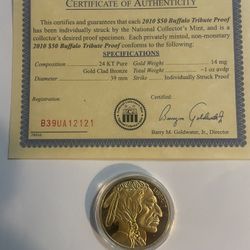 CERTIFICATE OF AUTHENTICITY
This certifies and guarantees that each 2010 $50 Buffalo Tribute Proof
has been individually struck by the National Collector's Mint, and is a
collector's desired proof specimen. Each privately minted, non-monetary
2010 $50 Buffalo Tribute Proof conforms to the following:
SPECIFICATIONS
Composition 24 KT Pure Gold Weight 14 mg
Gold Clad Bronze Total Weight ~1 oz avdp
Diameter 39 mm Strike Individually Struck Proof
Registration: Certified:
B39UA12121
Barry M. Goldwater, Jr., Director